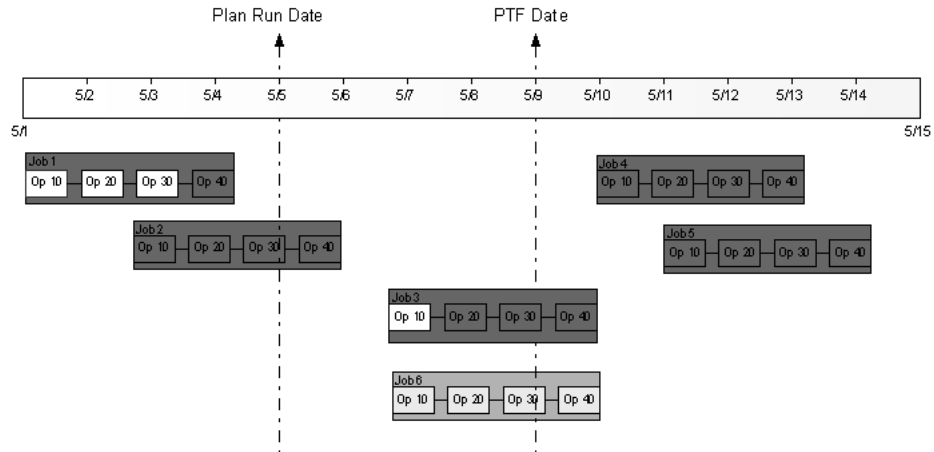 Plan Run Date PTF Date
5/2 5/3 5/4 5/5 5/6 5/7 5/8 5/9 5/10 5/11 5/12 5/13 5/14
5/1 5/15
Job 1
Op 10 Op 20 Op 30 Op 40
Job 4
Op 10 Op 20 Op 30 Op 40
Job 2
Op 10 Op 20 Op 30 Op 40
Job 5
Op 10 Op 20 Op 30 Op 40
Job 3
Op 10 Op 20 Op 30 Op 40
Job 6
Op 10 Op 20 Op 30 Op 40